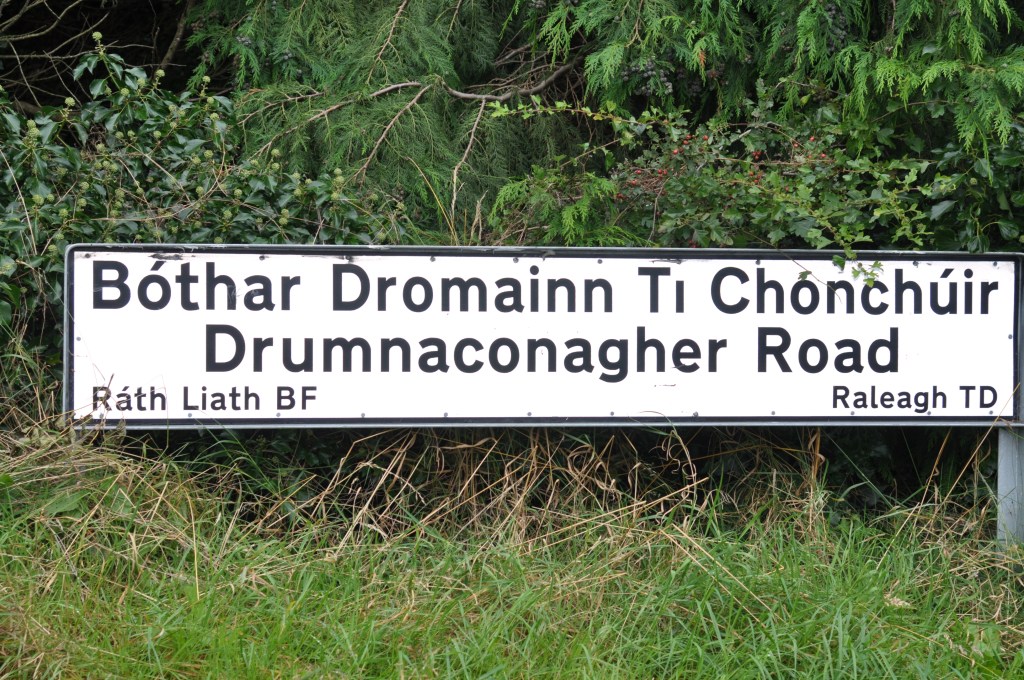 Bóthar Dromainn Tı Chonchúir
Drumnaconagher Road
Ráth Liath BF Raleagh TD